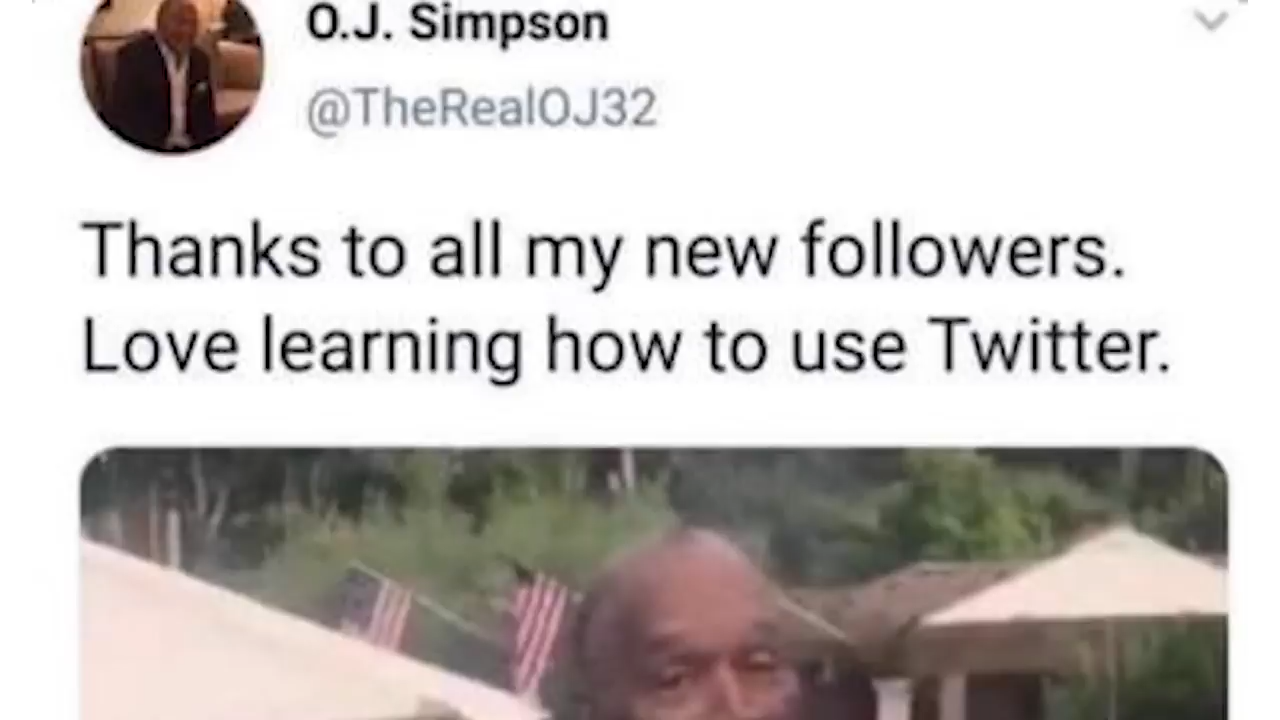 O.J. Simpson
@TheRealOJ32
Thanks to all my new followers.
Love learning how to use Twitter.